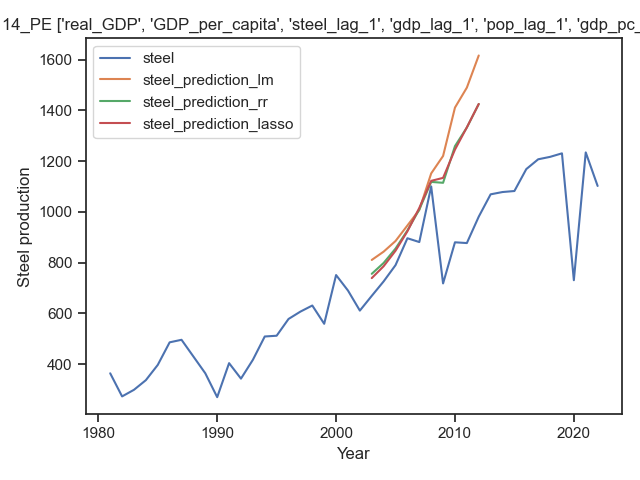 14_PE ['real_GDP', 'GDP_per_capita', 'steel_lag_1', 'gdp_lag_1', 'pop_lag_1', 'gdp_pc_
steel
steel_prediction_lm
steel_prediction_rr
steel_prediction_lasso
1600
1400
1200
1000
800
600
400
Steel production
1980
1990
2000
2010
2020
Year